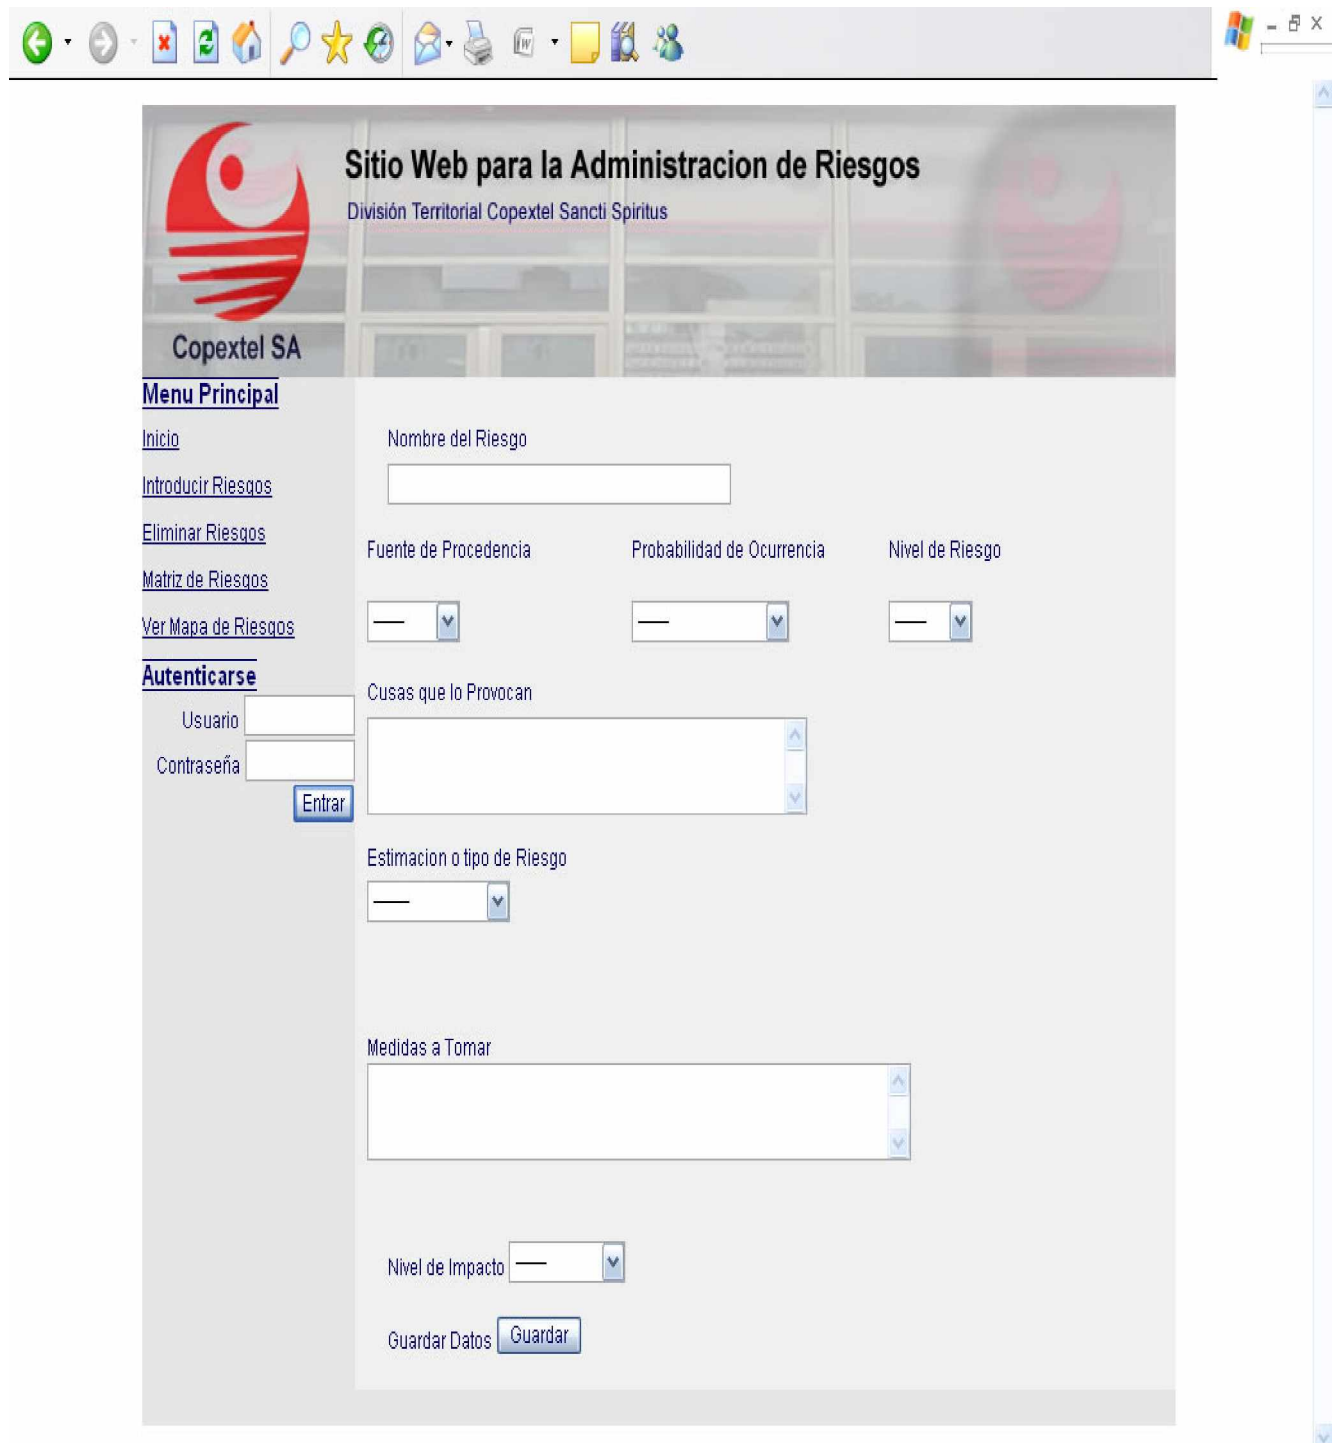 Sitio Web para la Administracion de Riesgos
División Territorial Copextel Sancti Spiritus
Copextel SA
Menu Principal
Inicio
Introducir Riesgos
Eliminar Riesgos
Matriz de Riesgos
Ver Mapa de Riesgos
Autenticarse
Usuario
Contraseña
Entrar
Nombre del Riesgo
Fuente de Procedencia Probabilidad de Ocurrencia Nivel de Riesgo
Cusas que lo Provocan
Estimacion o tipo de Riesgo
Medidas a Tomar
Nivel de Impacto
Guardar Datos Guardar